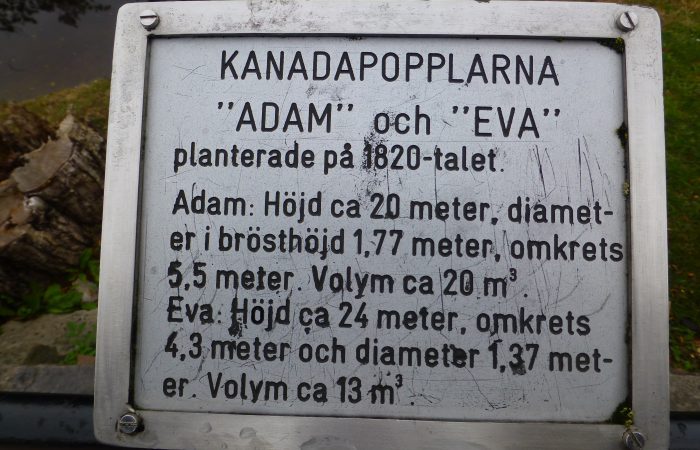 KANADAPOPPLARNA
"ADAM" och "EVA"
planterade på 1820-talet.
Adam: Höjd ca 20 meter, diamet-
er i brösthöjd 1,77 meter, omkrets
5,5 meter. Volym ca 20 m³.
Eva: Höjd ca 24 meter, omkrets
4,3 meter och diameter 1,37 met-
er. Volym ca 13 m³.